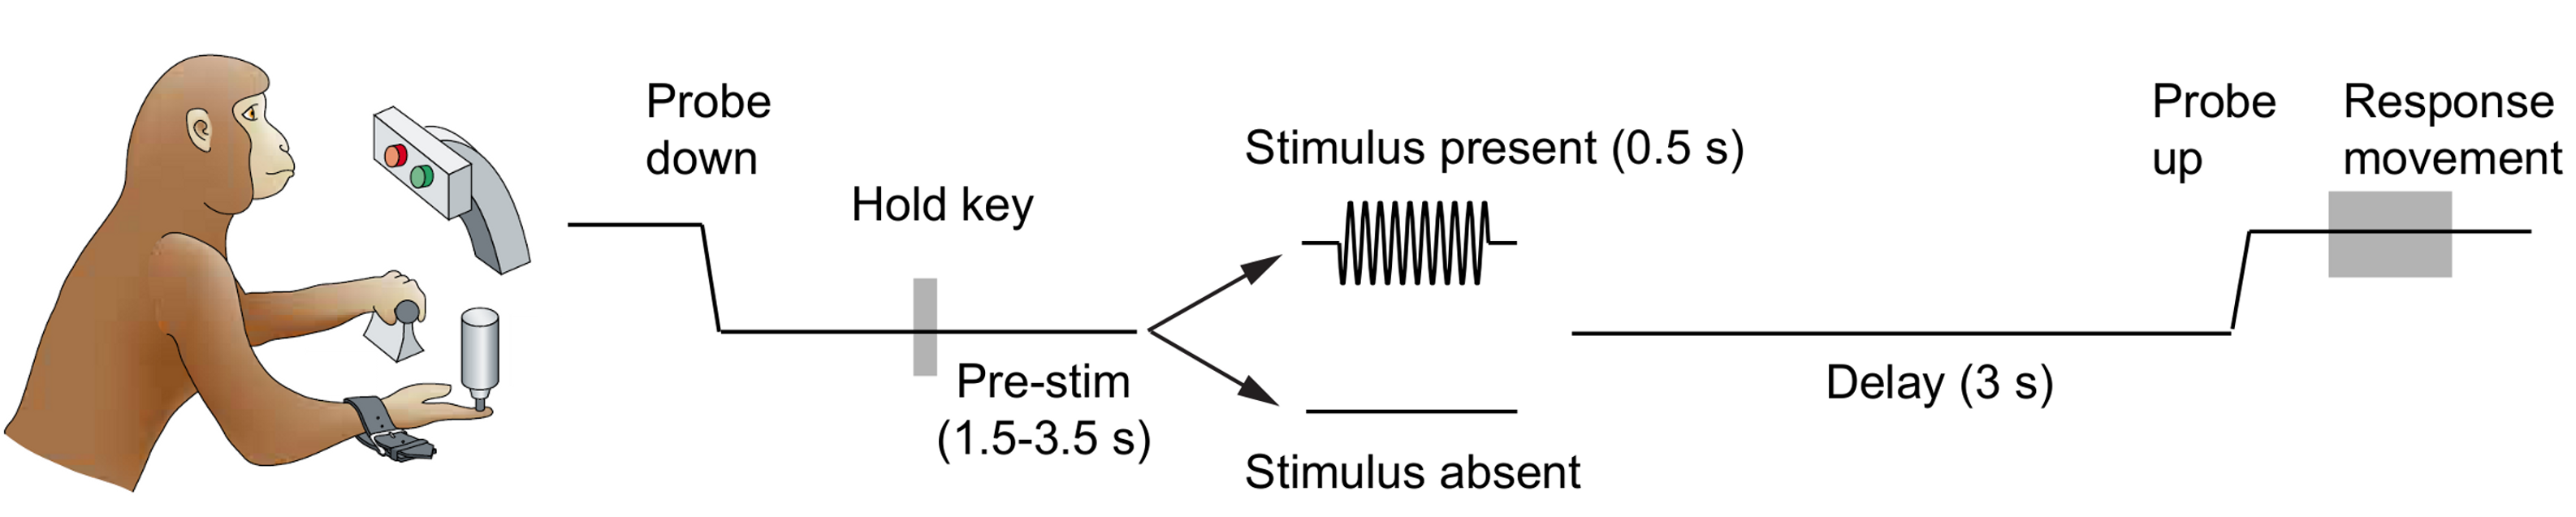 Probe
down
Hold key
Pre-stim
(1.5-3.5 s)
Stimulus present (0.5 s)
Stimulus absent
Delay (3 s)
Probe
up
Response
movement